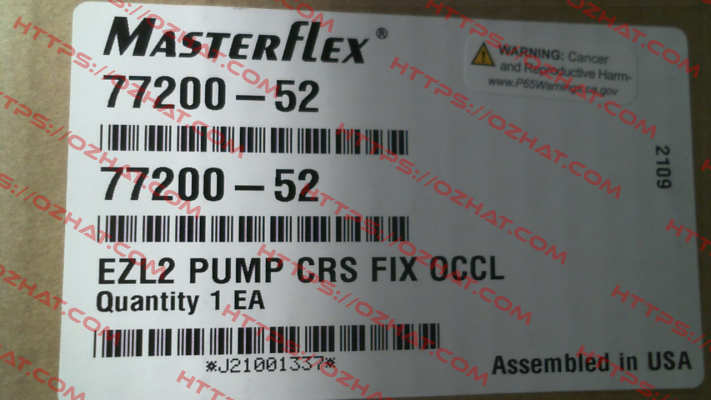 MASTERFLEX®
WARNING: Cancer
and Reproductive Harm-
www.P65Warnings.ca.gov
77200-52
77200-52
2109
EZL2 PUMP CRS FIX OCCL
Quantity 1 EA
*J21001337*
Assembled in USA
HTTPS://OZHAT.COM